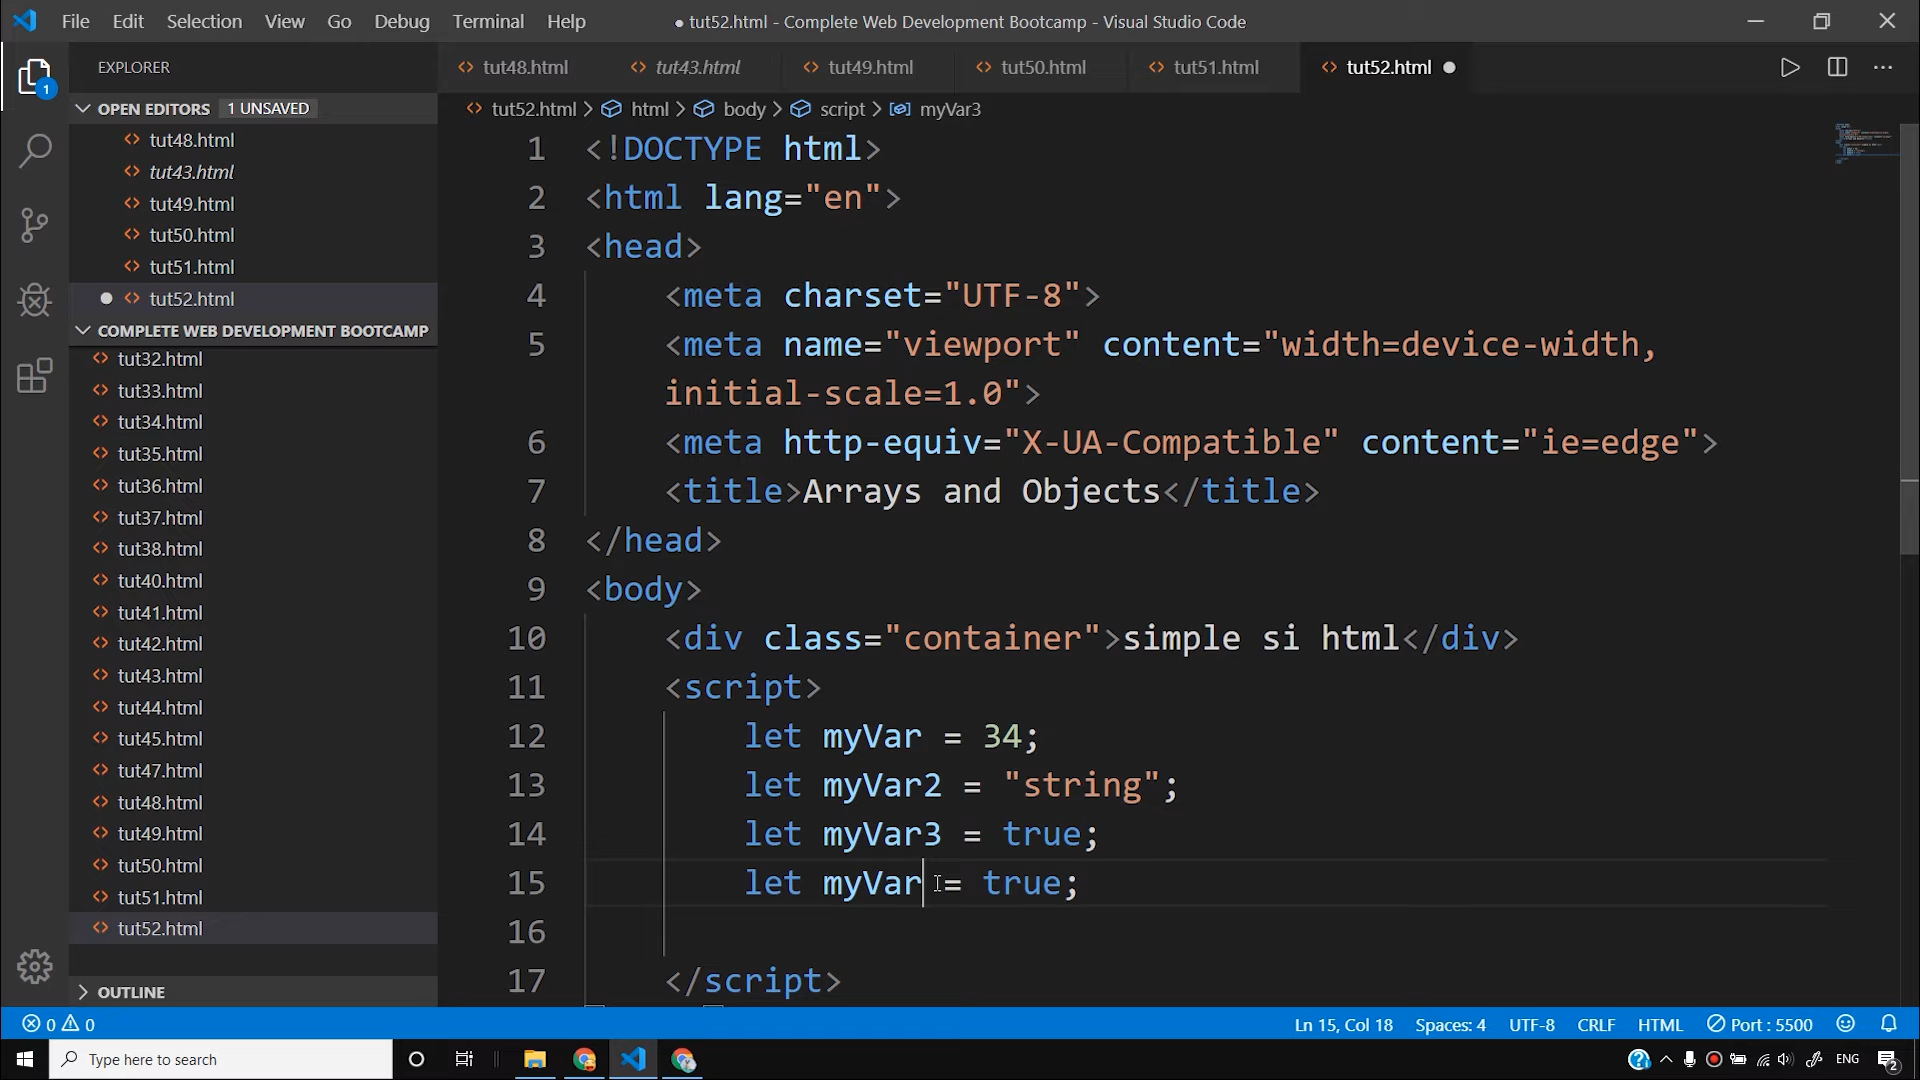 File Edit Selection View Go Debug Terminal Help
● tut52.html - Complete Web Development Bootcamp - Visual Studio Code
EXPLORER
OPEN EDITORS 1 UNSAVED
tut48.html
tut43.html
tut49.html
tut50.html
tut51.html
tut52.html
COMPLETE WEB DEVELOPMENT BOOTCAMP
tut32.html
tut33.html
tut34.html
tut35.html
tut36.html
tut37.html
tut38.html
tut40.html
tut41.html
tut42.html
tut43.html
tut44.html
tut45.html
tut47.html
tut48.html
tut49.html
tut50.html
tut51.html
tut52.html
OUTLINE
1
tut48.html tut43.html tut49.html tut50.html tut51.html tut52.html
tut52.html > html > body > script > myVar3
1 <!DOCTYPE html>
2 <html lang="en">
3 <head>
4 <meta charset="UTF-8">
5 <meta name="viewport" content="width=device-width,
initial-scale=1.0">
6 <meta http-equiv="X-UA-Compatible" content="ie=edge">
7 <title>Arrays and Objects</title>
8 </head>
9 <body>
10 <div class="container">simple si html</div>
11 <script>
12 let myVar = 34;
13 let myVar2 = "string";
14 let myVar3 = true;
15 let myVar = true;
16
17 </script>
0 0
Ln 15, Col 18 Spaces: 4 UTF-8 CRLF HTML Port : 5500
Type here to search
ENG
2